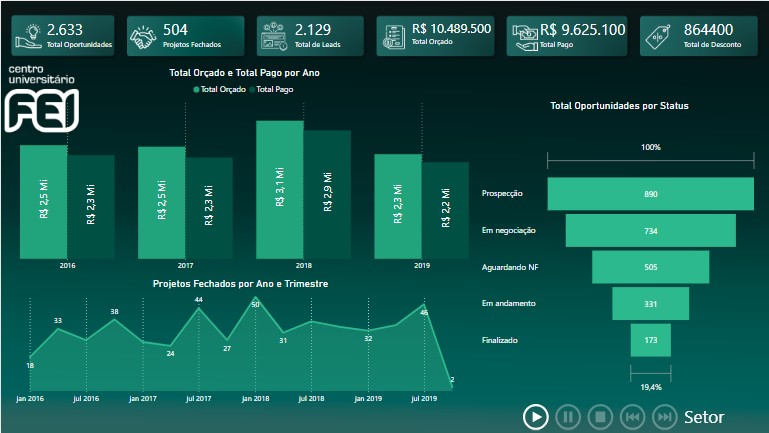 2.633
Total Oportunidades
504
Projetos Fechados
2.129
Total de Leads
R$ 10.489.500
Total Orçado
R$ 9.625.100
Total Pago
864400
Total de Desconto
centro
universitário
FEI
Total Orçado e Total Pago por Ano
Total Orçado Total Pago
R$ 2,5 Mi
R$ 2,3 Mi
R$ 2,5 Mi
R$ 2,3 Mi
R$ 3,1 Mi
R$ 2,9 Mi
R$ 2,3 Mi
R$ 2,2 Mi
2016 2017 2018 2019
Projetos Fechados por Ano e Trimestre
18 33 38 24 44 27 50 31 32 46 2
jan 2016 jul 2016 jan 2017 jul 2017 jan 2018 jul 2018 jan 2019 jul 2019
Total Oportunidades por Status
100%
Prospecção 890
Em negociação 734
Aguardando NF 505
Em andamento 331
Finalizado 173
19,4%
Setor